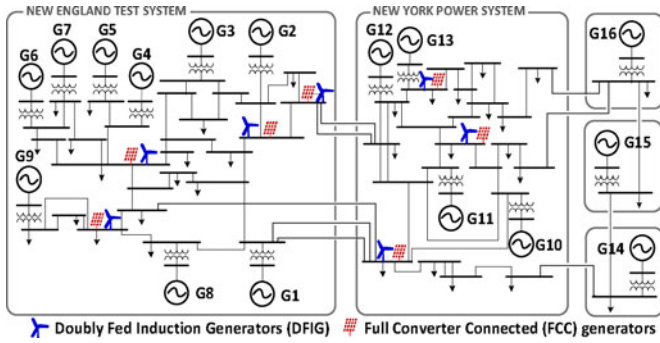 NEW ENGLAND TEST SYSTEM
NEW YORK POWER SYSTEM
G6
G7
G5
G4
G3
G2
G12
G13
G16
G9
G15
G11
G10
G14
G8
G1
Doubly Fed Induction Generators (DFIG)
Full Converter Connected (FCC) generators